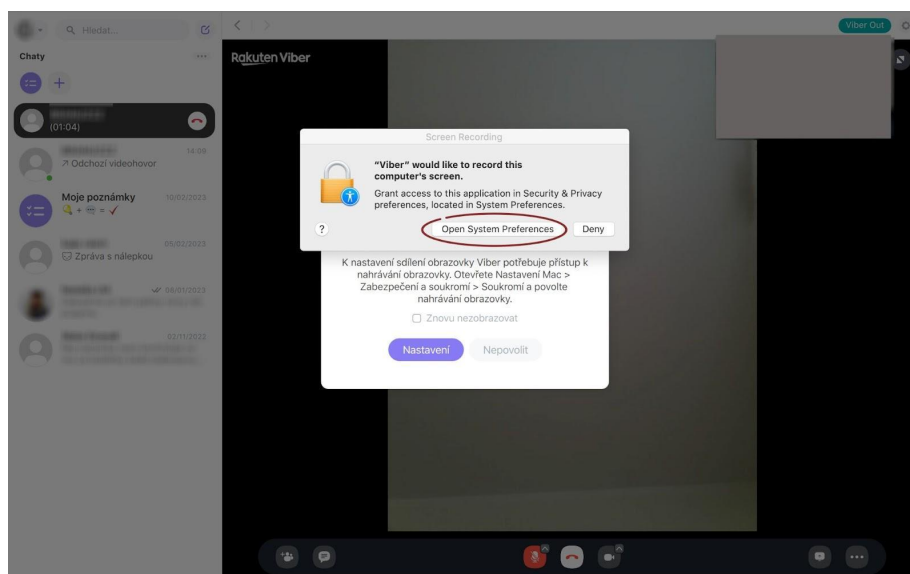 Hledat...
Viber Out
Chaty
Rakuten Viber
(01:04)
14:09
Odchozí videohovor
Moje poznámky
10/02/2023
05/02/2023
Zpráva s nálepkou
08/01/2023
22/11/2022
Screen Recording
"Viber" would like to record this
computer's screen.
Grant access to this application in Security & Privacy
preferences, located in System Preferences.
?
Open System Preferences
Deny
K nastavení sdílení obrazovky Viber potřebuje přístup k
nahrávání obrazovky. Otevřete Nastavení Mac >
Zabezpečení a soukromí > Soukromí a povolte
nahrávání obrazovky.
Znovu nezobrazovat
Nastavení
Nepovolit